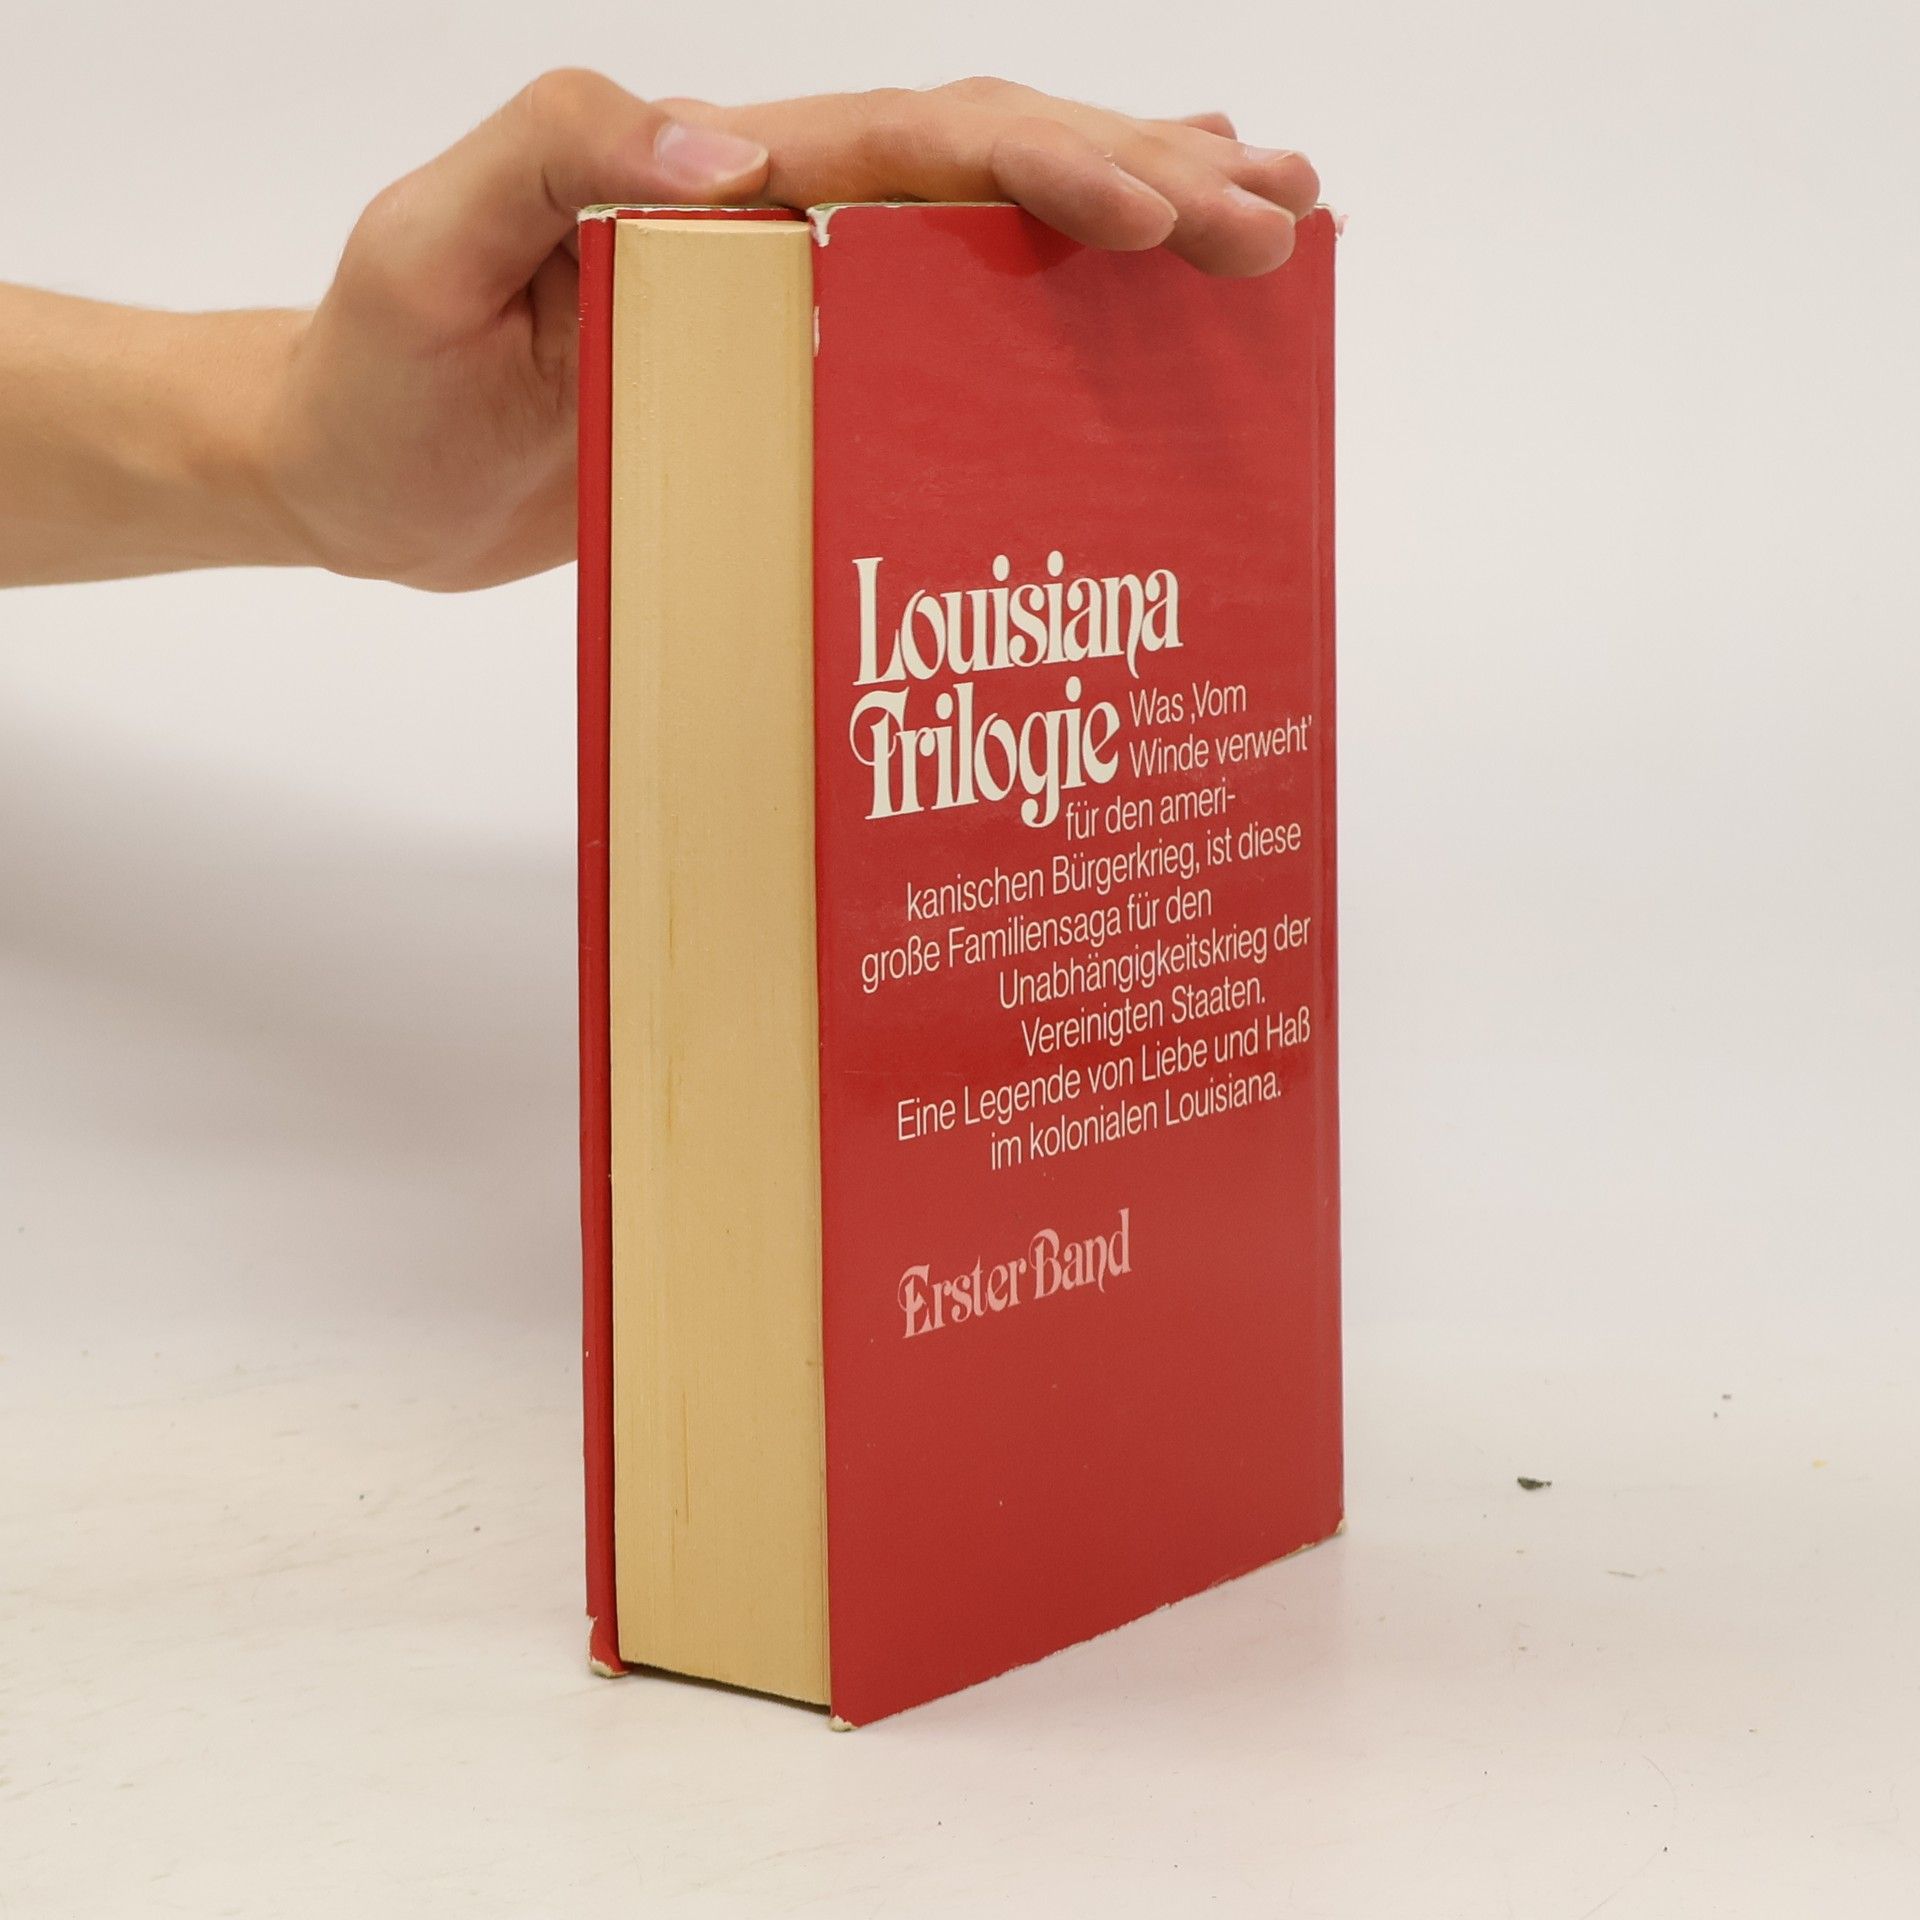 Louisiana
Trilogie Was ‚Vom
Winde verweht’
für den ameri-
kanischen Bürgerkrieg, ist diese
große Familiensaga für den
Unabhängigkeitskrieg der
Vereinigten Staaten.
Eine Legende von Liebe und Haß
im kolonialen Louisiana.
Erster Band